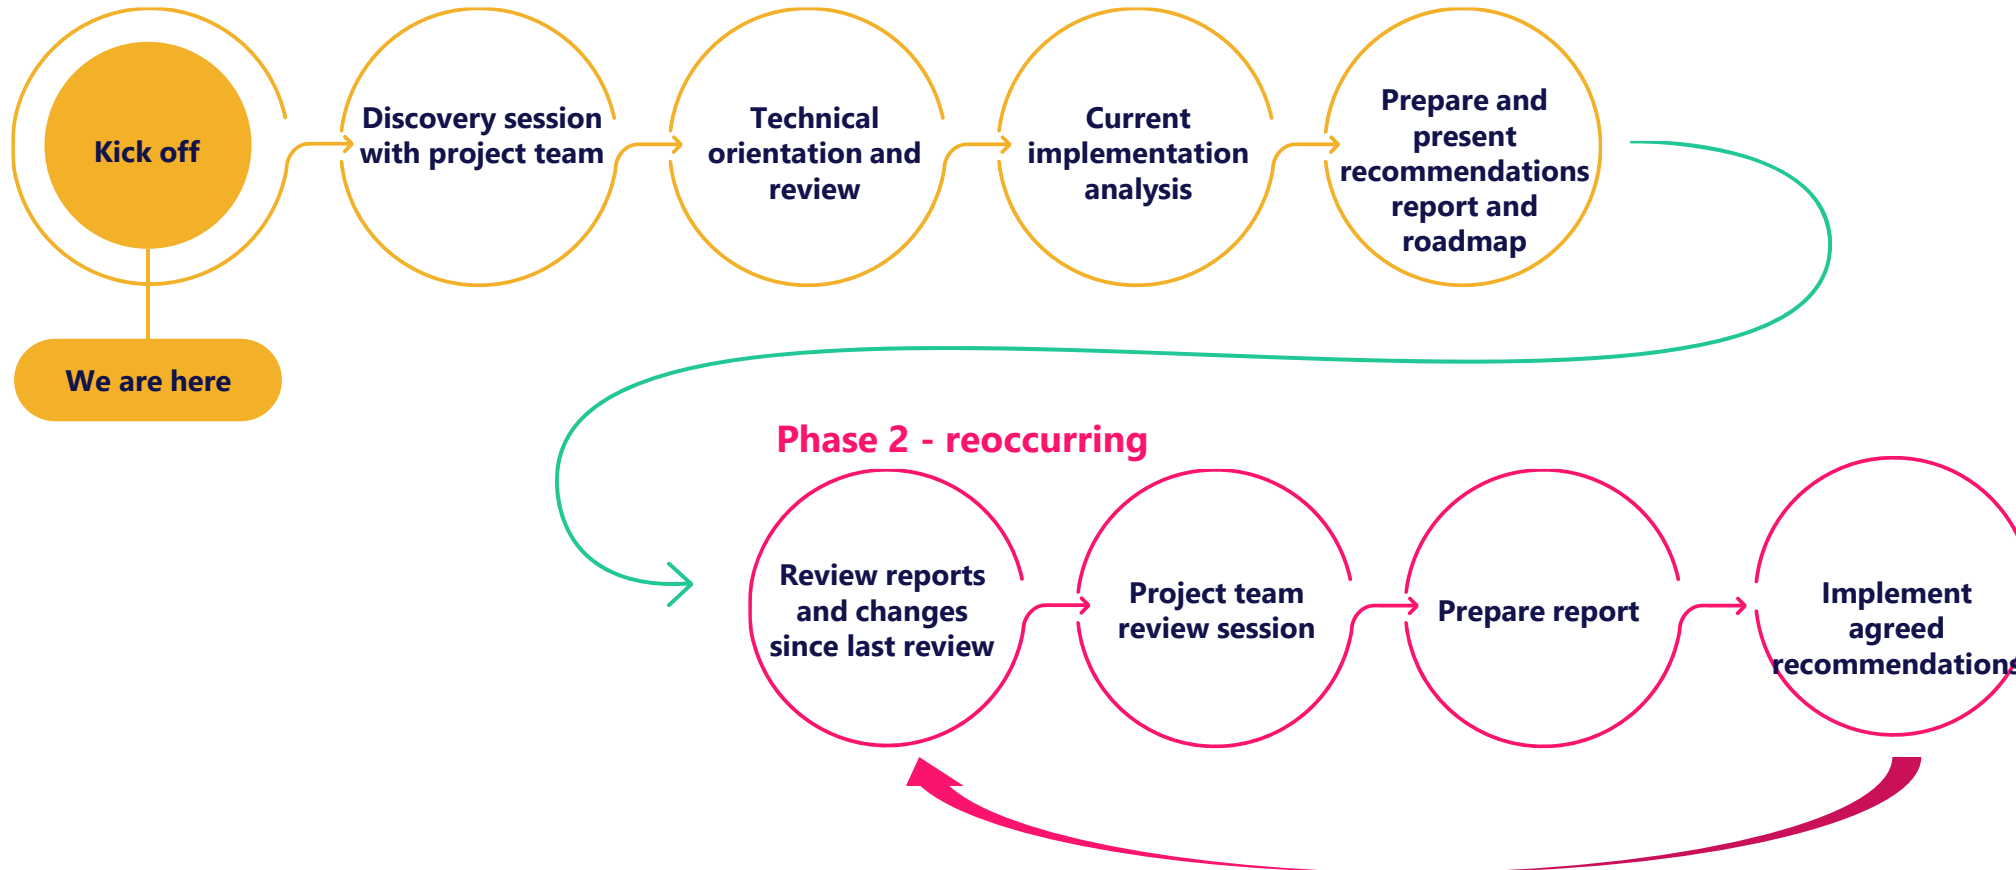 Kick off
Discovery session
with project team
Technical
orientation and
review
Current
implementation
analysis
Prepare and
present
recommendations
report and
roadmap
We are here
Phase 2 - reoccurring
Review reports
and changes
since last review
Project team
review session
Prepare report
Implement
agreed
recommendations